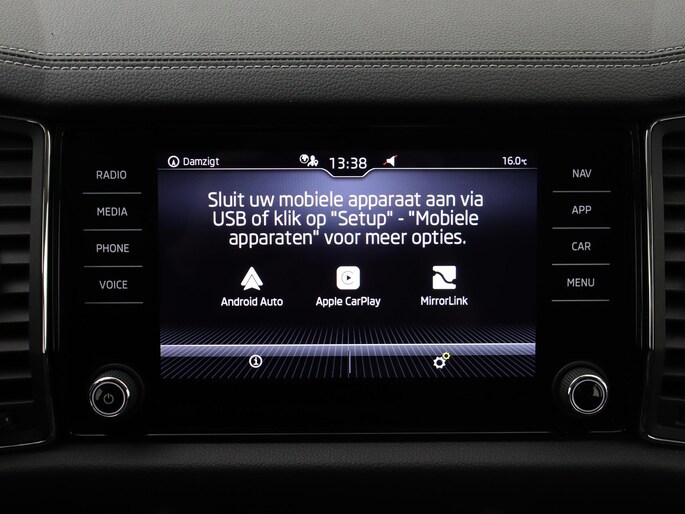 Damzigt
13:38
16.0°C
RADIO
MEDIA
PHONE
VOICE
Sluit uw mobiele apparaat aan via
USB of klik op "Setup" - "Mobiele
apparaten" voor meer opties.
Android Auto
Apple CarPlay
MirrorLink
NAV
APP
CAR
MENU